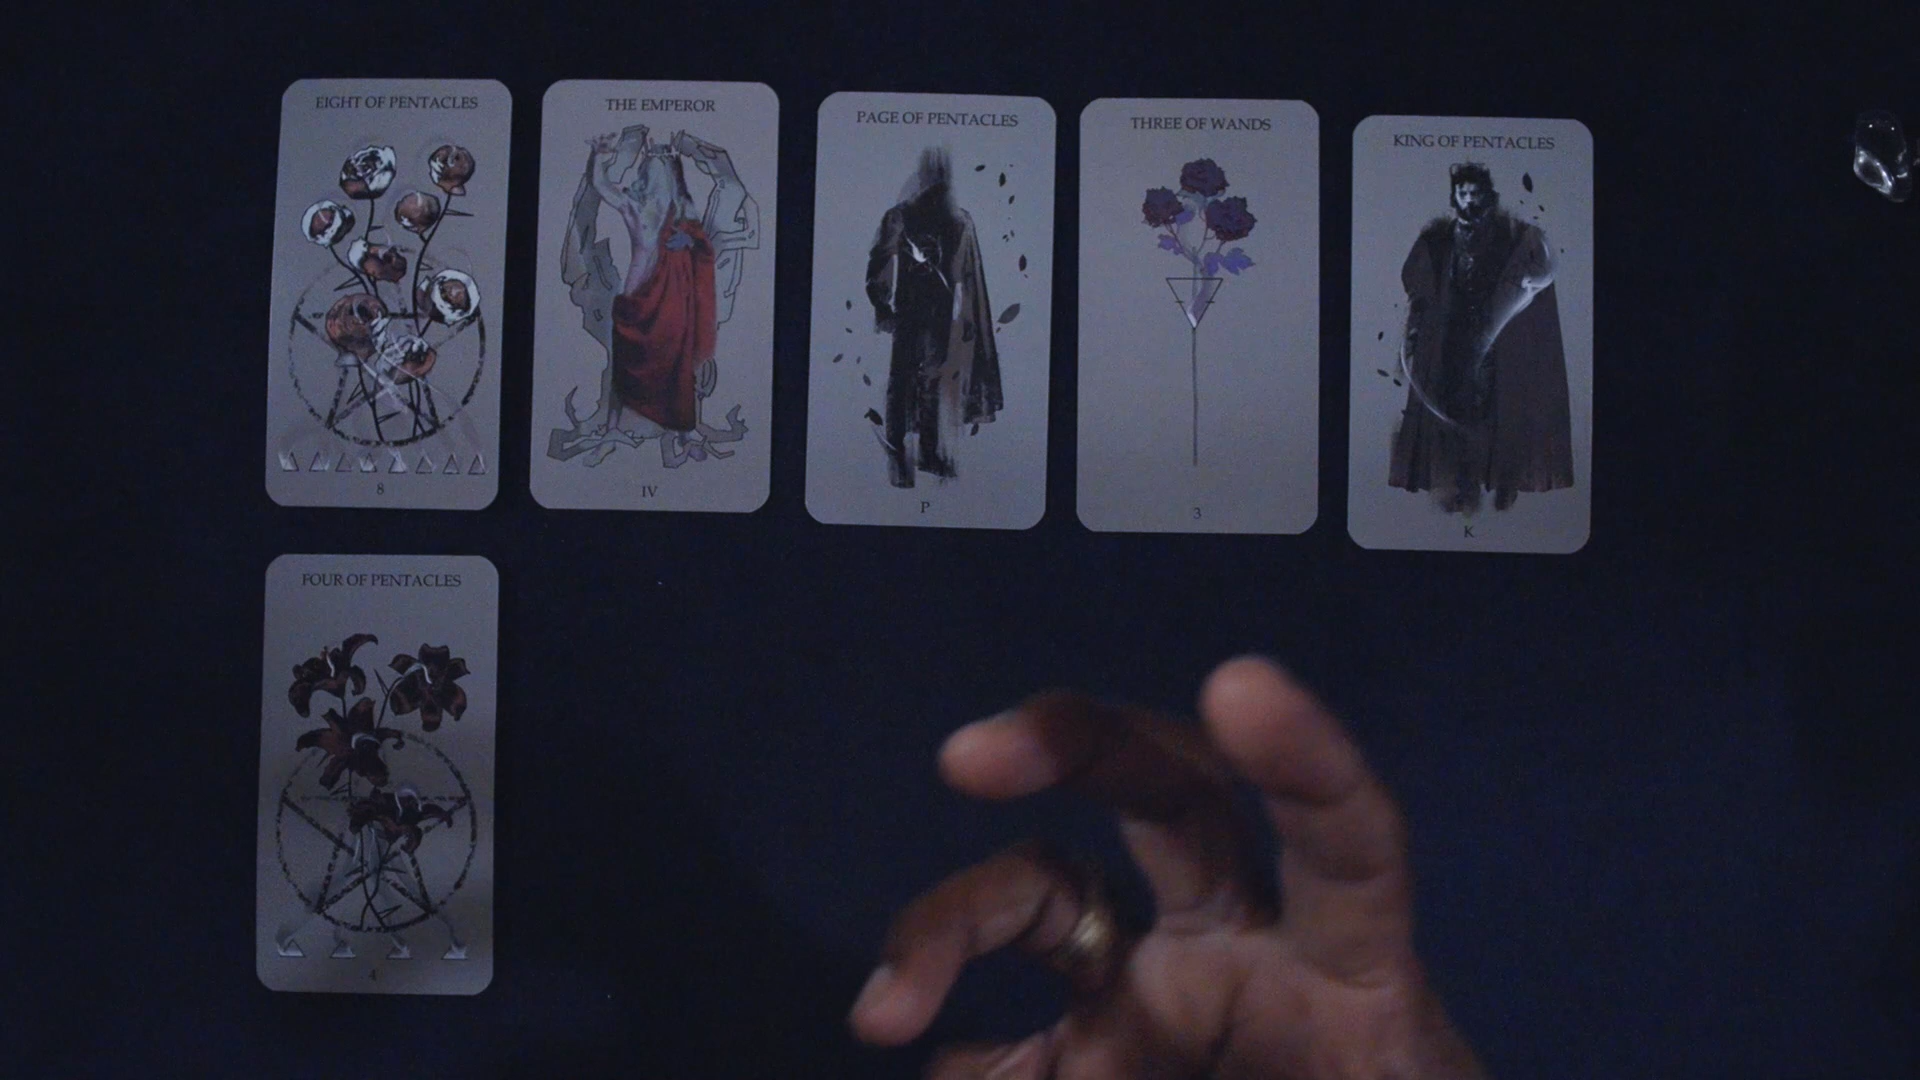 EIGHT OF PENTACLES
8
THE EMPEROR
IV
PAGE OF PENTACLES
P
THREE OF WANDS
3
KING OF PENTACLES
K
FOUR OF PENTACLES
4